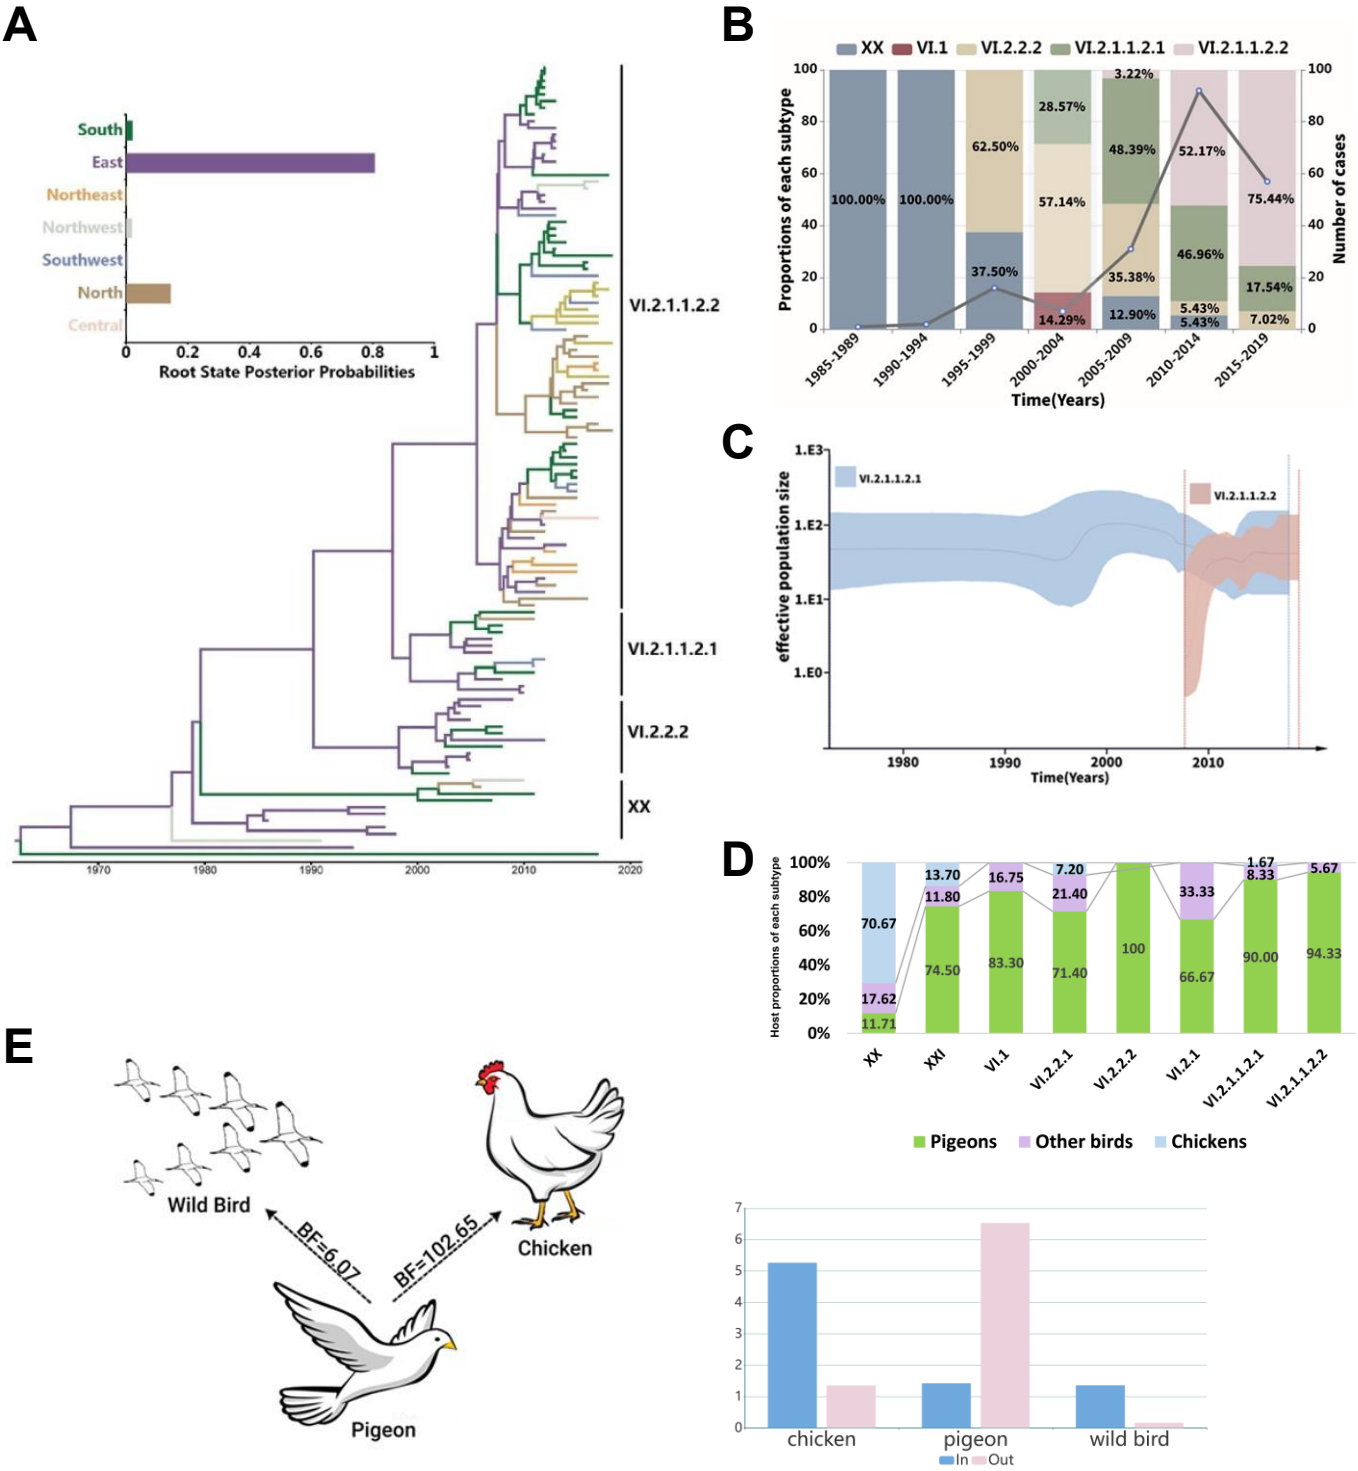 A
South
East
Northeast
Northwest
Southwest
North
Central
0 0.2 0.4 0.6 0.8 1
Root State Posterior Probabilities
VI.2.1.1.2.2
VI.2.1.1.2.1
VI.2.2.2
XX
1970 1980 1990 2000 2010 2020
B
XX VI.1 VI.2.2.2 VI.2.1.1.2.1 VI.2.1.1.2.2
Proportions of each subtype
100
80
60
40
20
0
100.00% 100.00%
62.50%
37.50%
28.57%
57.14%
14.29%
3.22%
48.39%
35.38%
12.90%
52.17%
46.96%
5.43%
5.43%
75.44%
17.54%
7.02%
100
80
60
40
20
0
Number of cases
1985-1989 1990-1994 1995-1999 2000-2004 2005-2009 2010-2014 2015-2019
Time(Years)
C
effective population size
1.E3
1.E2
1.E1
1.E0
VI.2.1.1.2.1
VI.2.1.1.2.2
1980 1990 2000 2010
Time(Years)
D
Host proportions of each subtype
100%
80%
60%
40%
20%
0%
70.67
17.62
11.71
13.70
11.80
74.50
16.75
83.30
7.20
21.40
71.40
100
33.33
66.67
1.67
8.33
90.00
5.67
94.33
XX XXI VI.1 VI.2.2.1 VI.2.2.2 VI.2.1 VI.2.1.1.2.1 VI.2.1.1.2.2
Pigeons Other birds Chickens
E
Wild Bird
Chicken
BF=6.07
BF=102.65
Pigeon
7
6
5
4
3
2
1
0
chicken pigeon wild bird
In Out